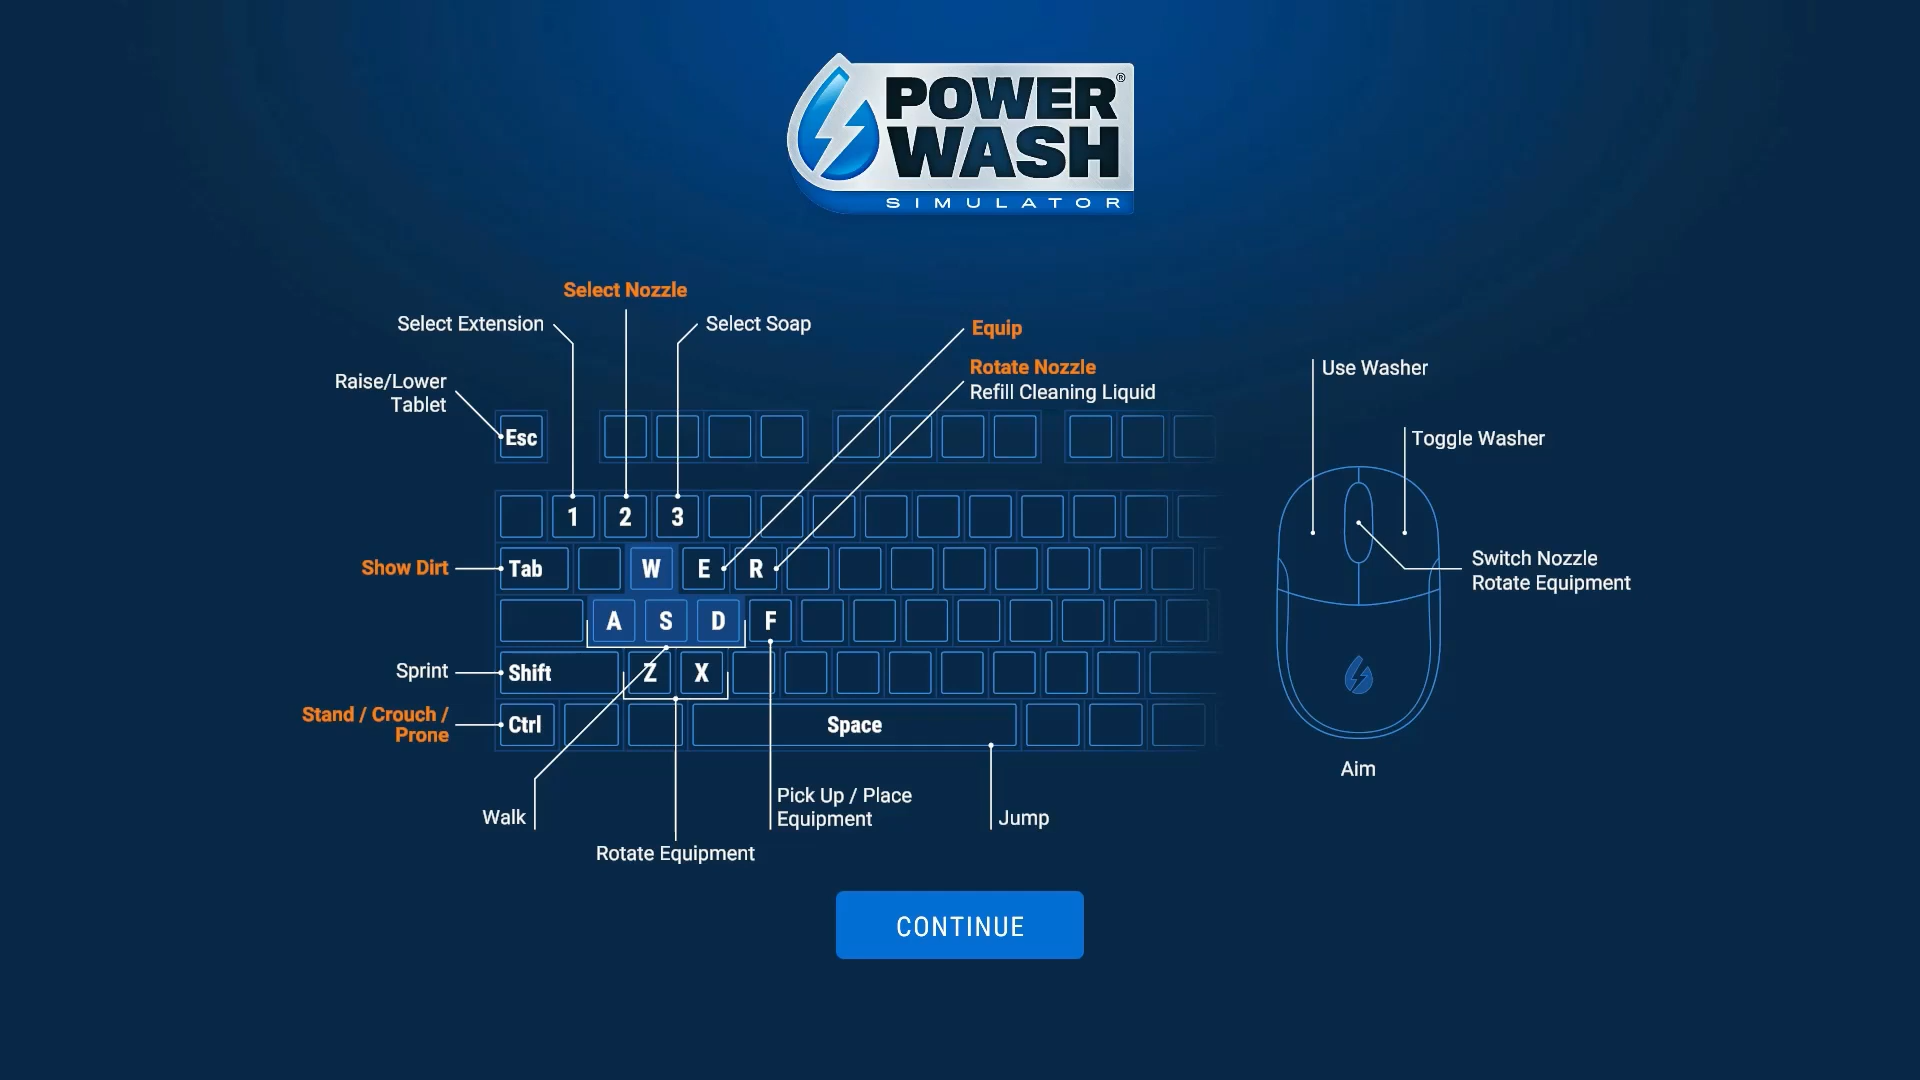 POWER®
WASH
SIMULATOR
Select Nozzle
Select Extension
Select Soap
Equip
Rotate Nozzle
Refill Cleaning Liquid
Use Washer
Raise/Lower
Tablet
Esc
Toggle Washer
1
2
3
Switch Nozzle
Rotate Equipment
Show Dirt
Tab
W
E
R
A
S
D
F
Sprint
Shift
Z
X
Stand / Crouch /
Prone
Ctrl
Space
Aim
Walk
Pick Up / Place
Equipment
Jump
Rotate Equipment
CONTINUE